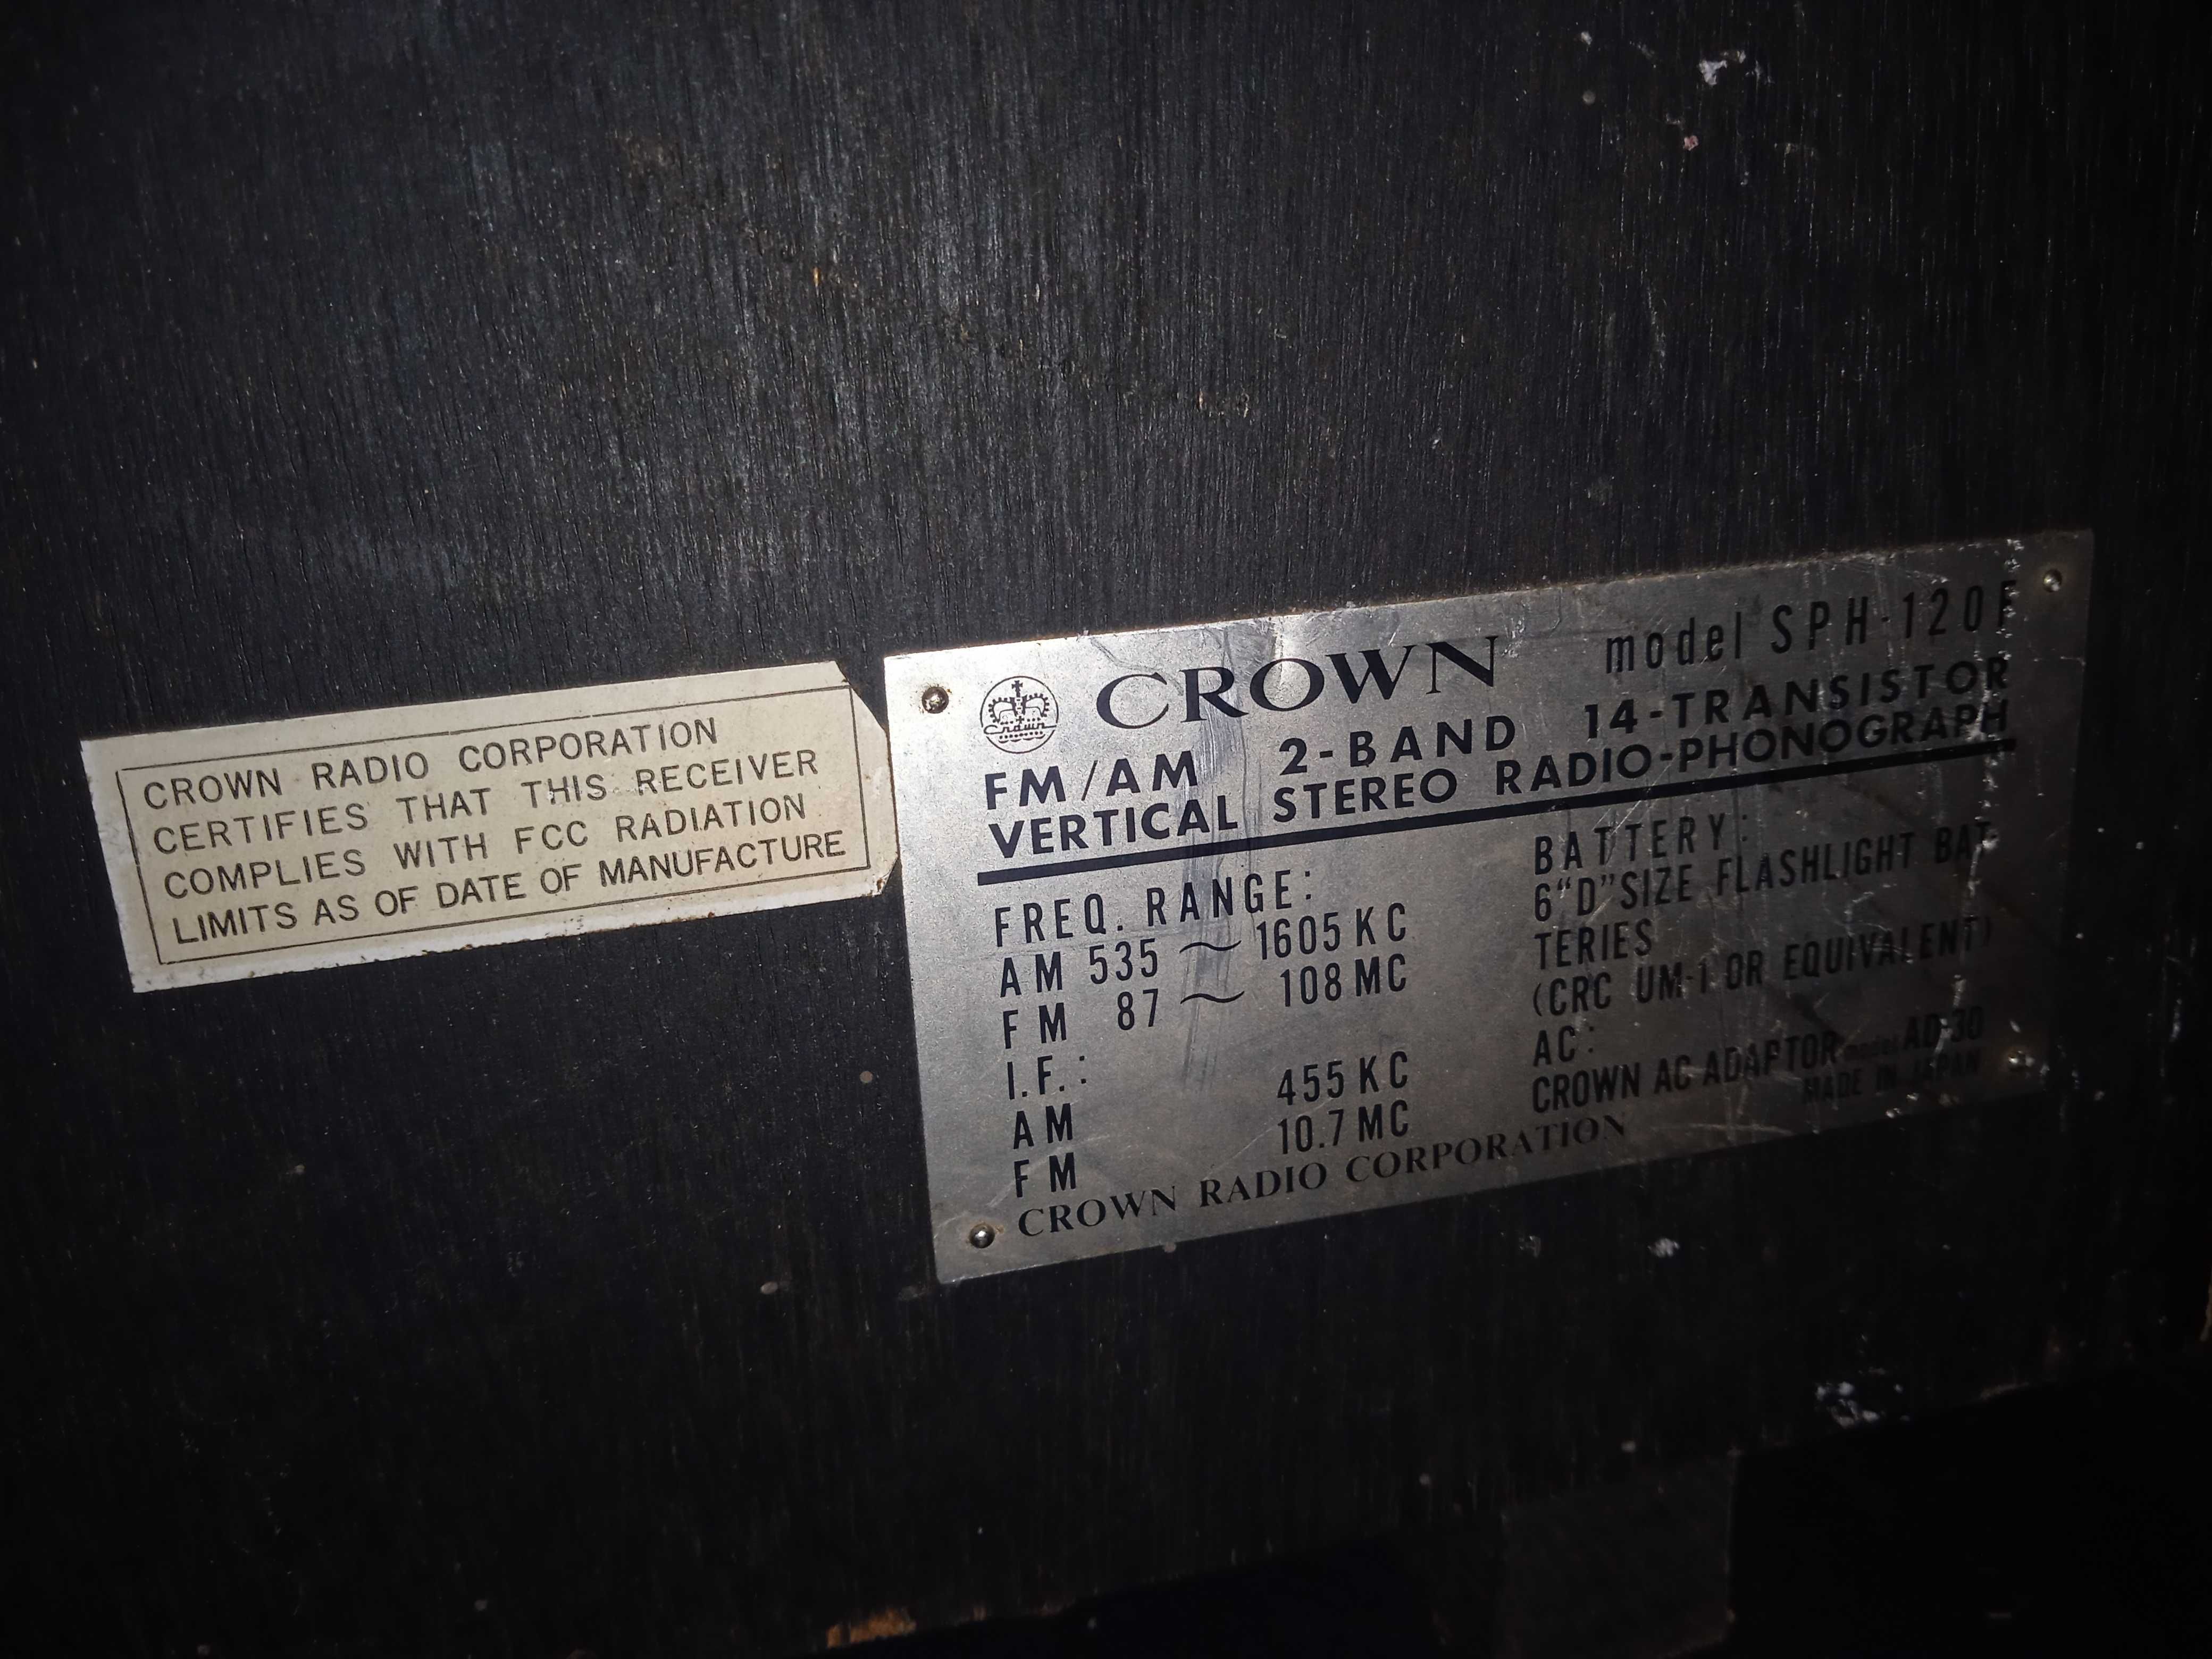 CROWN RADIO CORPORATION
CERTIFIES THAT THIS RECEIVER
COMPLIES WITH FCC RADIATION
LIMITS AS OF DATE OF MANUFACTURE
CROWN model SPH-120F
FM/AM 2-BAND 14-TRANSISTOR
VERTICAL STEREO RADIO-PHONOGRAPH
FREQ. RANGE:
AM 535 ~ 1605 KC
FM 87 ~ 108 MC
I.F.:
AM 455 KC
FM 10.7 MC
BATTERY:
6 "D" SIZE FLASHLIGHT BAT-
TERIES
(CRC UM-1 OR EQUIVALENT)
AC:
CROWN AC ADAPTOR model AD-30
MADE IN JAPAN
CROWN RADIO CORPORATION